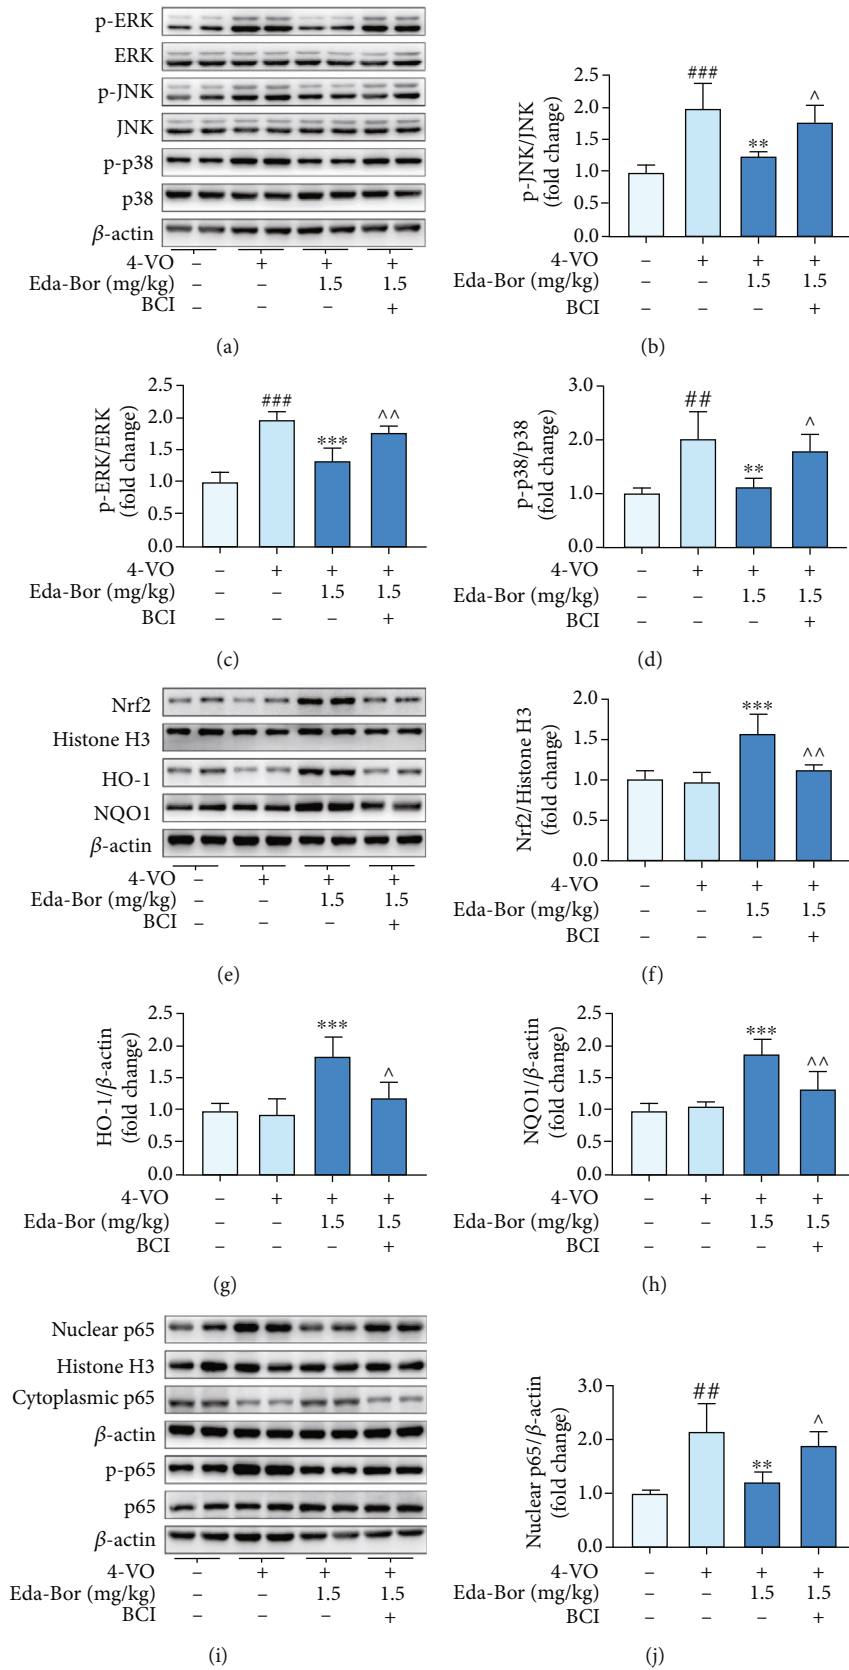 p-ERK
ERK
p-JNK
JNK
p-p38
p38
β-actin
4-VO – + + +
Eda-Bor (mg/kg) – – 1.5 1.5
BCI – – – +
(a)
p-JNK/JNK
(fold change)
2.5
2.0
1.5
1.0
0.5
0.0
###
**
^
4-VO – + + +
Eda-Bor (mg/kg) – – 1.5 1.5
BCI – – – +
(b)
p-ERK/ERK
(fold change)
2.5
2.0
1.5
1.0
0.5
0.0
###
***
^^
4-VO – + + +
Eda-Bor (mg/kg) – – 1.5 1.5
BCI – – – +
(c)
p-p38/p38
(fold change)
3.0
2.0
1.0
0.0
##
**
^
4-VO – + + +
Eda-Bor (mg/kg) – – 1.5 1.5
BCI – – – +
(d)
Nrf2
Histone H3
HO-1
NQO1
β-actin
4-VO – + + +
Eda-Bor (mg/kg) – – 1.5 1.5
BCI – – – +
(e)
Nrf2/Histone H3
(fold change)
2.0
1.5
1.0
0.5
0.0
***
^^
4-VO – + + +
Eda-Bor (mg/kg) – – 1.5 1.5
BCI – – – +
(f)
HO-1/β-actin
(fold change)
2.5
2.0
1.5
1.0
0.5
0.0
***
^
4-VO – + + +
Eda-Bor (mg/kg) – – 1.5 1.5
BCI – – – +
(g)
NQO1/β-actin
(fold change)
2.5
2.0
1.5
1.0
0.5
0.0
***
^^
4-VO – + + +
Eda-Bor (mg/kg) – – 1.5 1.5
BCI – – – +
(h)
Nuclear p65
Histone H3
Cytoplasmic p65
β-actin
p-p65
p65
β-actin
4-VO – + + +
Eda-Bor (mg/kg) – – 1.5 1.5
BCI – – – +
(i)
Nuclear p65/β-actin
(fold change)
3.0
2.0
1.0
0.0
##
**
^
4-VO – + + +
Eda-Bor (mg/kg) – – 1.5 1.5
BCI – – – +
(j)